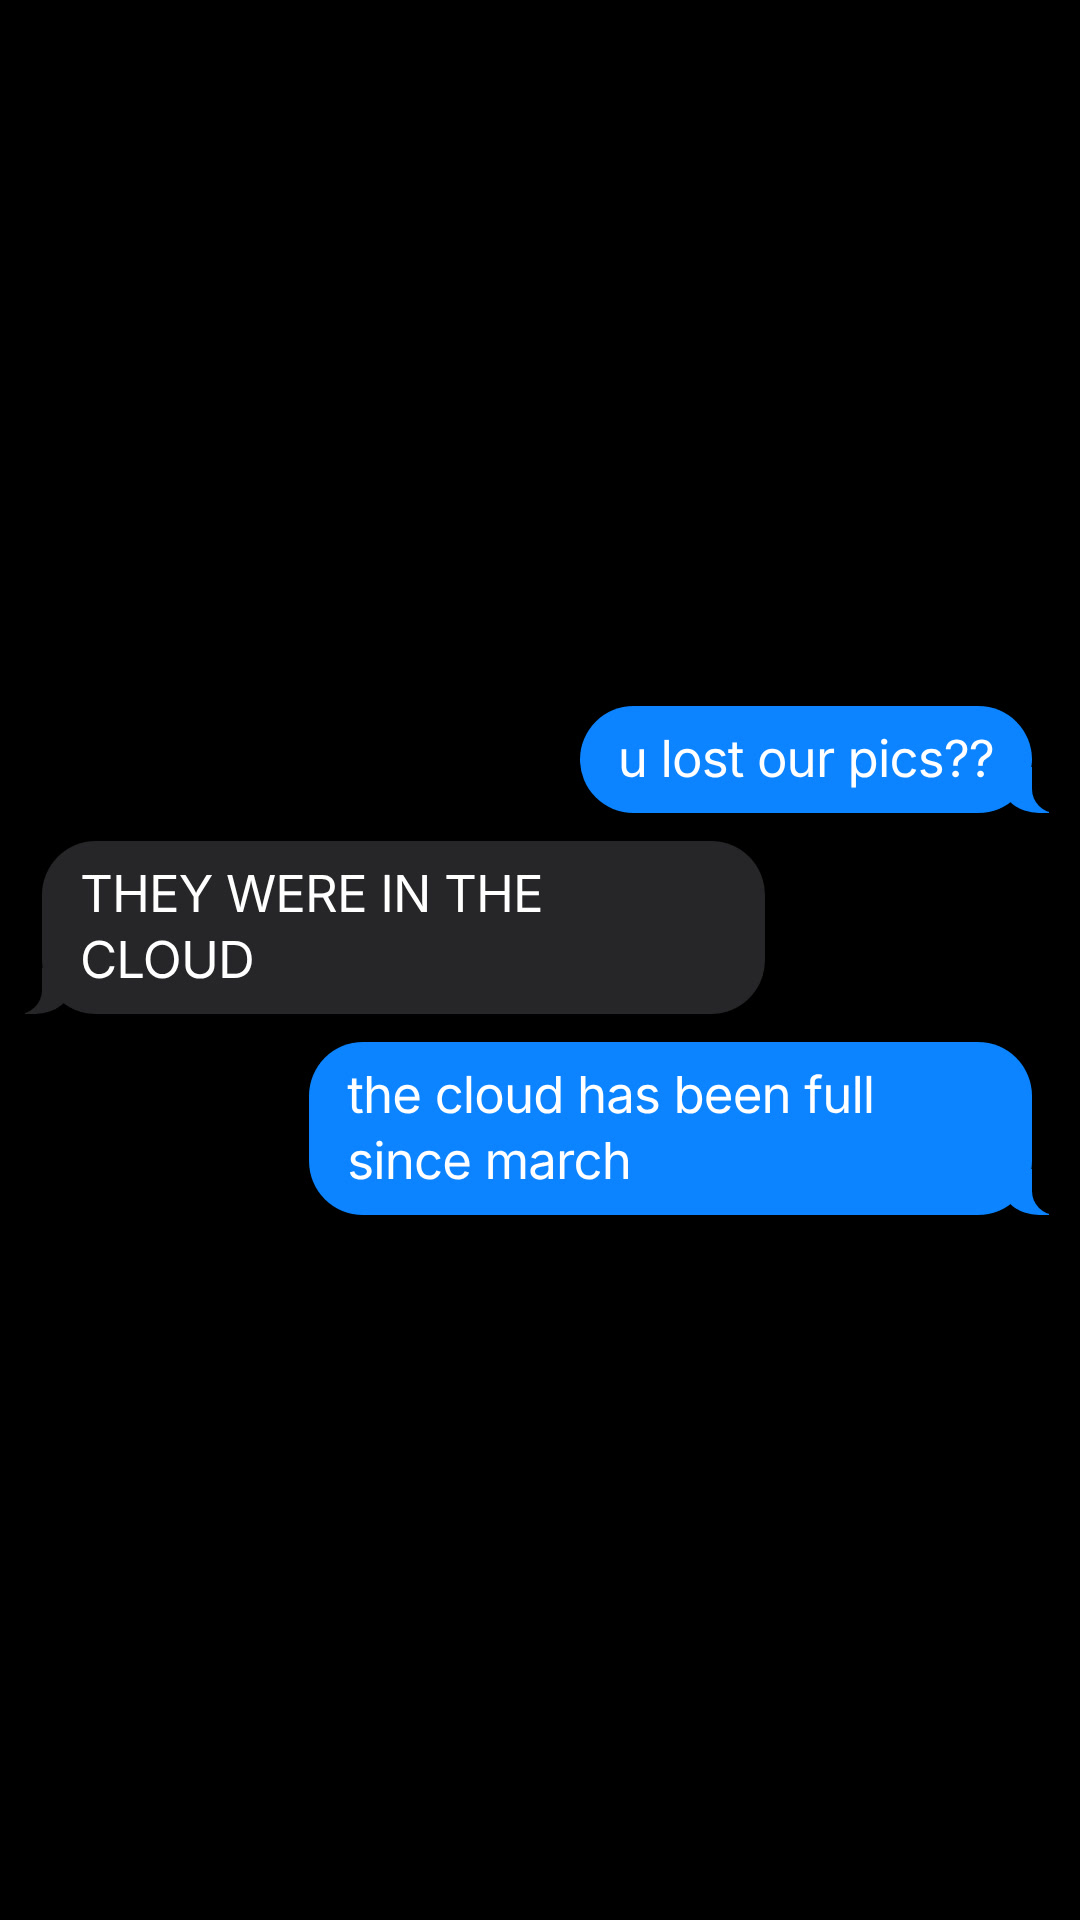 u lost our pics??
THEY WERE IN THE
CLOUD
the cloud has been full
since march